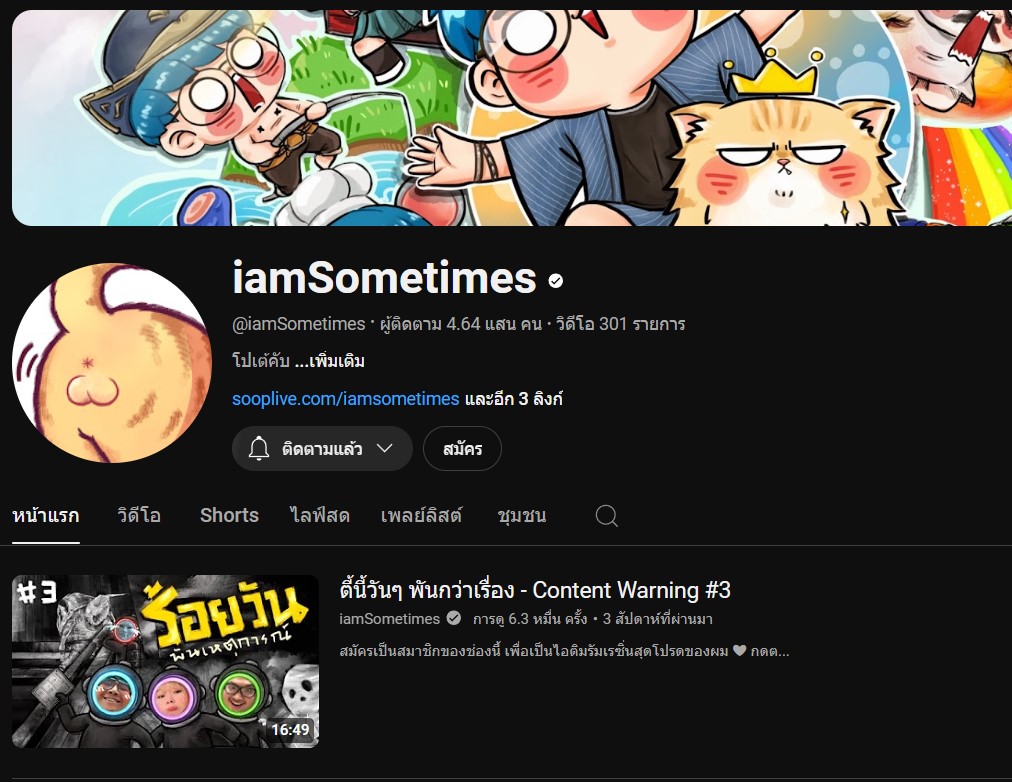 iamSometimes
@iamSometimes · ผู้ติดตาม 4.64 แสน คน · วิดีโอ 301 รายการ
โปเต้คับ ...เพิ่มเติม
sooplive.com/iamsometimes และอีก 3 ลิงก์
ติดตามแล้ว สมัคร
หน้าแรก วิดีโอ Shorts ไลฟ์สด เพลย์ลิสต์ ชุมชน
#3
ร้อยวัน
พันเหตุการณ์
16:49
ตี้นี้วันๆ พันกว่าเรื่อง - Content Warning #3
iamSometimes การดู 6.3 หมื่น ครั้ง • 3 สัปดาห์ที่ผ่านมา
สมัครเป็นสมาชิกของช่องนี้ เพื่อเป็นไอติมรัมเรซิ่นสุดโปรดของผม 🖤 กดต...